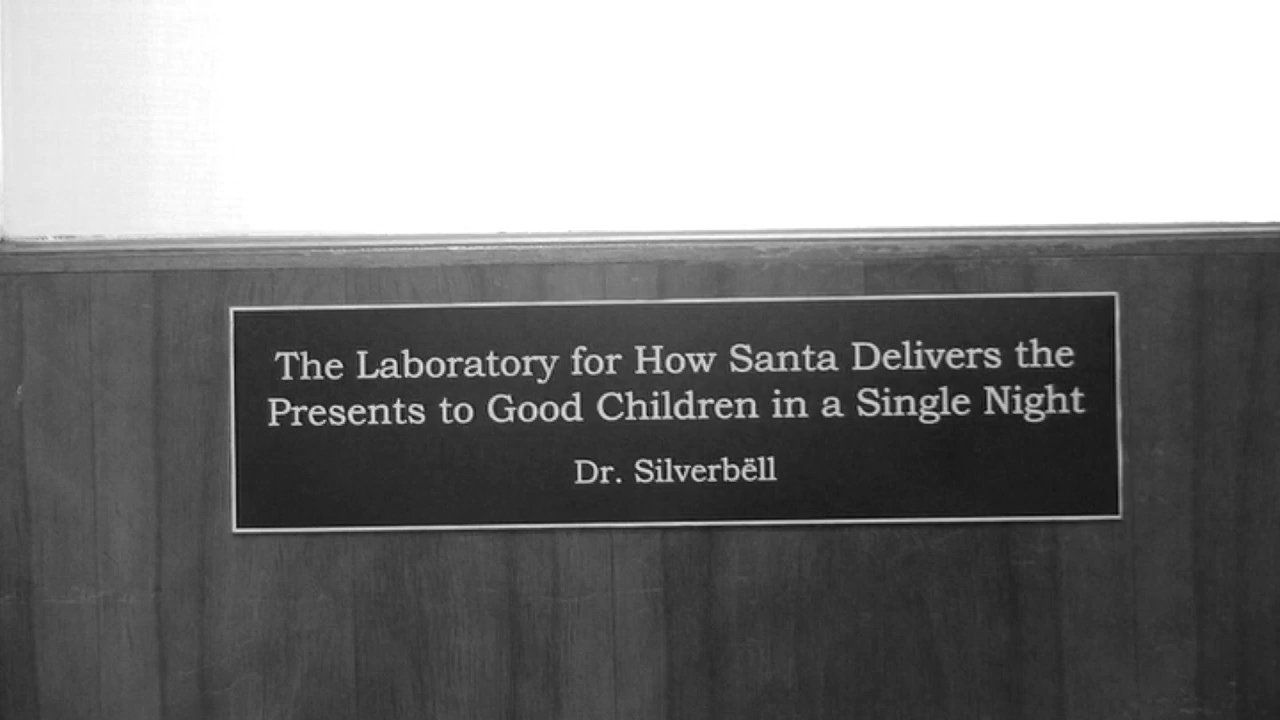 The Laboratory for How Santa Delivers the
Presents to Good Children in a Single Night
Dr. Silverbëll